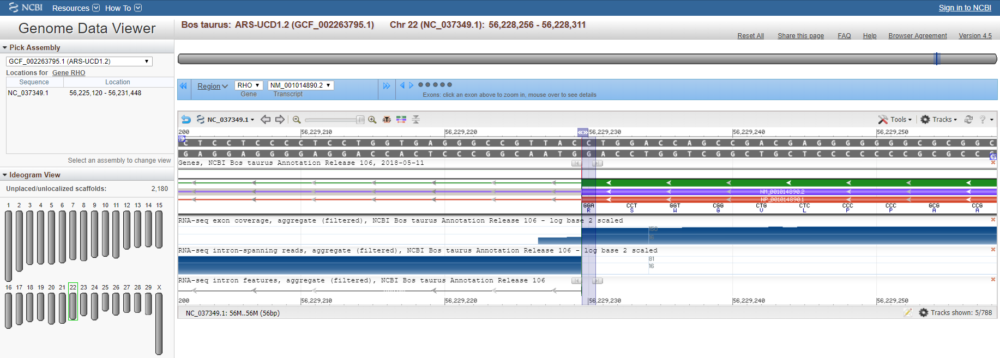 NCBI Resources How To Sign in to NCBI
Genome Data Viewer
Bos taurus: ARS-UCD1.2 (GCF_002263795.1) Chr 22 (NC_037349.1): 56,228,256 - 56,228,311
Reset All Share this page FAQ Help Browser Agreement Version 4.5
Pick Assembly
GCF_002263795.1 (ARS-UCD1.2)
Locations for Gene RHO
Sequence Location
NC_037349.1 56,225,120 - 56,231,448
Select an assembly to change view
Ideogram View
Unplaced/unlocalized scaffolds: 2,180
1 2 3 4 5 6 7 8 9 10 11 12 13 14 15
16 17 18 19 20 21 22 23 24 25 26 27 28 29 X
Region RHO NM_001014890.2
Gene Transcript
Exons: click an exon above to zoom in, mouse over to see details
NC_037349.1 ATG Tools Tracks ?
200 56,229,210 56,229,220 56,229,230 56,229,240 56,229,250
C T C C T C C C C T C C T G G T G A G G G C C G T T A C C T G G A C C A G C C G A C G A G G G G G G C G C G G C
G A G G A G G G G A G G A C C A C T C C C G G C A A T G G A C C T G G T C G G C T G C T C C C C C C G C G C C G
Genes, NCBI Bos taurus Annotation Release 106, 2018-05-11
NM_001014890.2
NP_001014890.1
GGA CCT GGT CGG CTG CTC CCC CCC GCG CCG
R S W G V L P P A A
RNA-seq exon coverage, aggregate (filtered), NCBI Bos taurus Annotation Release 106 - log base 2 scaled
150
16
RNA-seq intron-spanning reads, aggregate (filtered), NCBI Bos taurus Annotation Release 106 - log base 2 scaled
81
16
RNA-seq intron features, aggregate (filtered), NCBI Bos taurus Annotation Release 106
200 56,229,210 56,229,220 56,229,230 56,229,240 56,229,250
NC_037349.1: 56M..56M (56bp) Tracks shown: 5/788